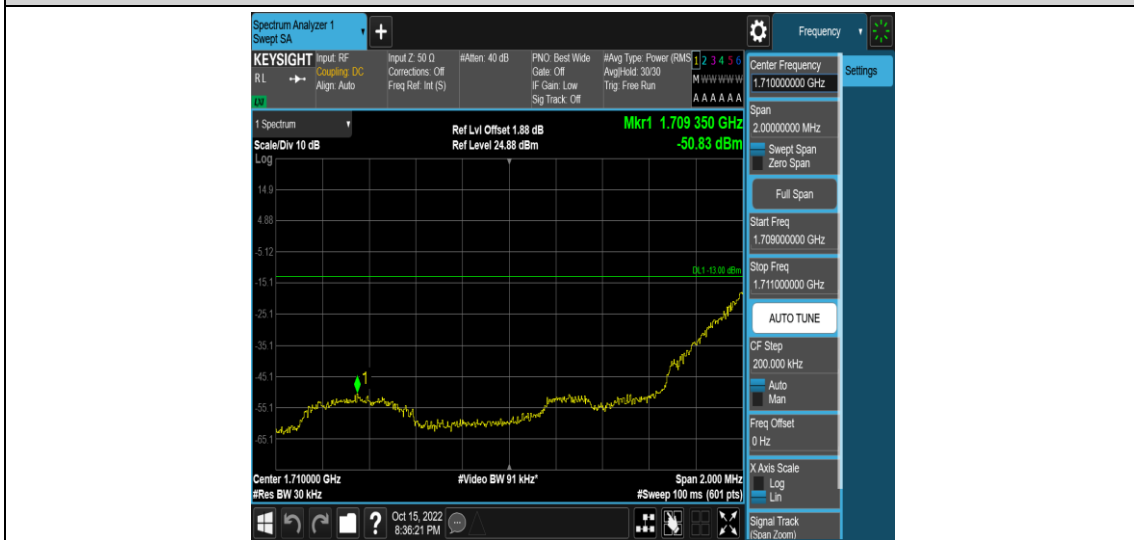 Spectrum Analyzer 1
Swept SA
+
Frequency
KEYSIGHT
RL
Input: RF
Coupling: DC
Align: Auto
Input Z: 50 Ω
Corrections: Off
Freq Ref: Int (S)
#Atten: 40 dB
PNO: Best Wide
Gate: Off
IF Gain: Low
Sig Track: Off
#Avg Type: Power (RMS
Avg|Hold: 30/30
Trig: Free Run
1 2 3 4 5 6
M W W W W W
A A A A A A
1 Spectrum
Scale/Div 10 dB
Log
Ref Lvl Offset 1.88 dB
Ref Level 24.88 dBm
Mkr1 1.709 350 GHz
-50.83 dBm
14.9
4.88
-5.12
-15.1
-25.1
-35.1
-45.1
-55.1
-65.1
DL1 -13.00 dBm
1
Center 1.710000 GHz
#Res BW 30 kHz
#Video BW 91 kHz*
Span 2.000 MHz
#Sweep 100 ms (601 pts)
Center Frequency
1.710000000 GHz
Settings
Span
2.00000000 MHz
Swept Span
Zero Span
Full Span
Start Freq
1.709000000 GHz
Stop Freq
1.711000000 GHz
AUTO TUNE
CF Step
200.000 kHz
Auto
Man
Freq Offset
0 Hz
X Axis Scale
Log
Lin
Signal Track
(Span Zoom)
?
Oct 15, 2022
8:36:21 PM